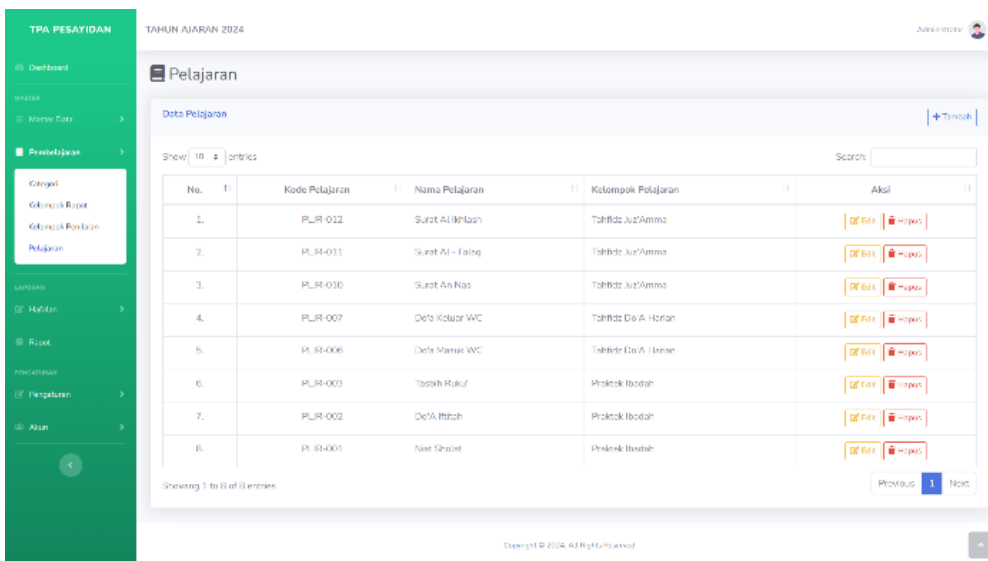 TPA PESAYIDAN
TAHUN AJARAN 2024
Administrator
Dashboard
MASTER
Master Data
Pembelajaran
Kategori
Kelompok Rapot
Kelompok Penilaian
Pelajaran
LAPORAN
Hafalan
Rapot
PENGATURAN
Pengaturan
Akun
Pelajaran
Data Pelajaran
Tambah
Show 10 entries
Search:
No. Kode Pelajaran Nama Pelajaran Kelompok Pelajaran Aksi
1. PLJR-012 Surat Al Ikhlash Tahfidz Juz'Amma Edit Hapus
2. PLJR-011 Surat Al - Falaq Tahfidz Juz'Amma Edit Hapus
3. PLJR-010 Surat An Nas Tahfidz Juz'Amma Edit Hapus
4. PLJR-007 Do'a Keluar WC Tahfidz Do'A Harian Edit Hapus
5. PLJR-006 Do'a Masuk WC Tahfidz Do'A Harian Edit Hapus
6. PLJR-003 Tasbih Ruku' Praktek Ibadah Edit Hapus
7. PLJR-002 Do'A Iftitah Praktek Ibadah Edit Hapus
8. PLJR-001 Niat Sholat Praktek Ibadah Edit Hapus
Showing 1 to 8 of 8 entries
Previous 1 Next
Copyright © 2024, All Rights Reserved